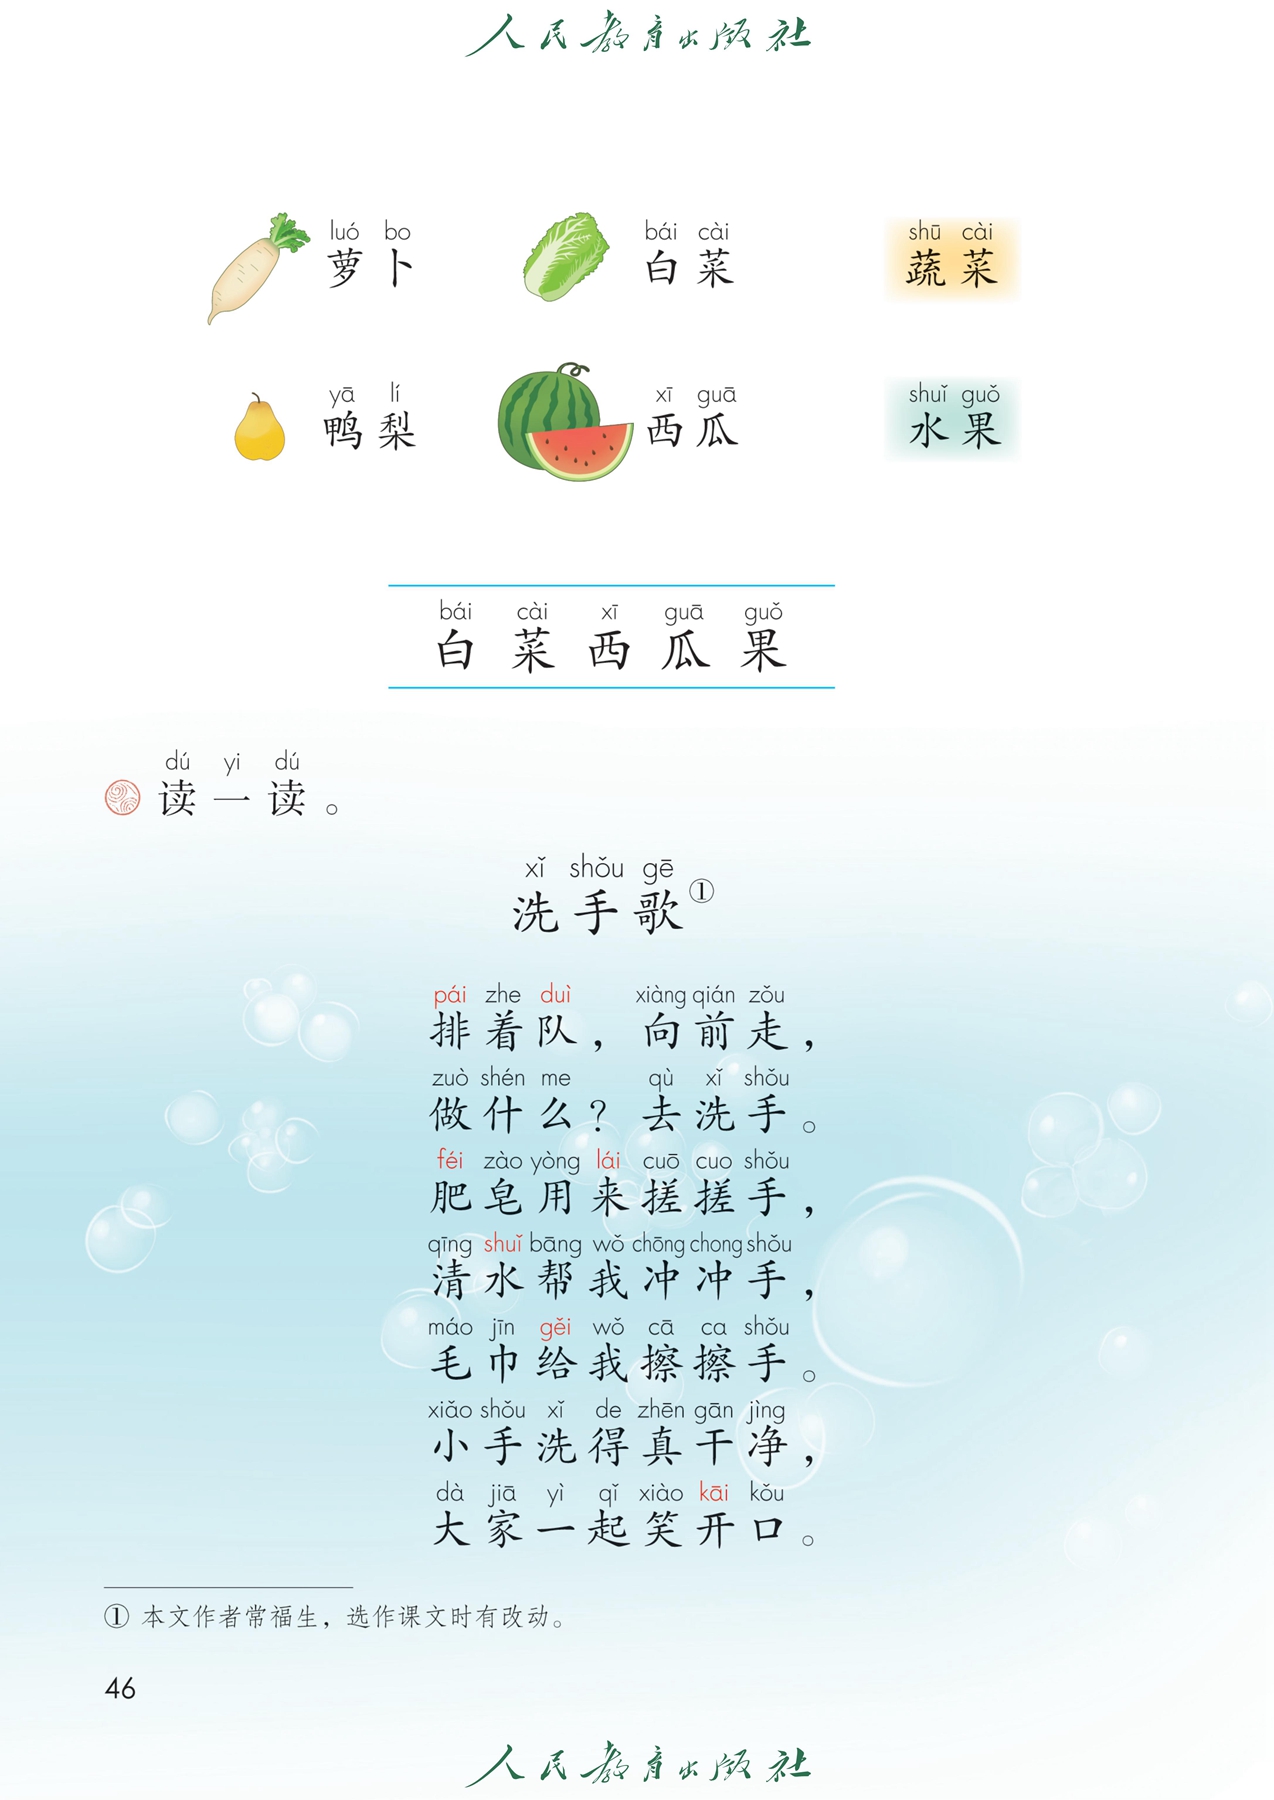 人民教育出版社
luó bo bái cài shū cài
萝卜 白菜 蔬菜
yā lí xī guā shuǐ guǒ
鸭梨 西瓜 水果
bái cài xī guā guǒ
白菜西瓜果
dú yi dú
读一读。
xǐ shǒu gē
洗手歌①
pái zhe duì xiàng qián zǒu
排着队，向前走，
zuò shén me qù xǐ shǒu
做什么？去洗手。
féi zào yòng lái cuō cuo shǒu
肥皂用来搓搓手，
qīng shuǐ bāng wǒ chōng chong shǒu
清水帮我冲冲手，
máo jīn gěi wǒ cā ca shǒu
毛巾给我擦擦手。
xiǎo shǒu xǐ de zhēn gān jìng
小手洗得真干净，
dà jiā yì qǐ xiào kāi kǒu
大家一起笑开口。
① 本文作者常福生，选作课文时有改动。
46
人民教育出版社